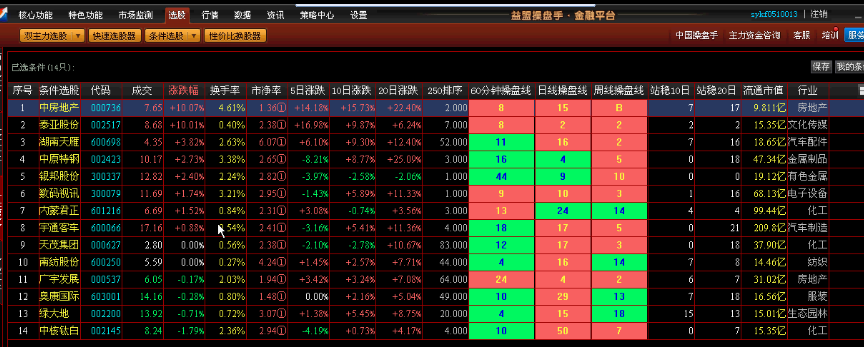 核心功能 特色功能 市场监测 选股 行情 数据 资讯 策略中心 设置 益盟操盘手·金融平台 sykf0510013 | 注销
双主力选股 快速选股器 条件选股 性价比换股器 中国操盘手 主力资金咨询 客服 培训
已选条件(14只): 保存 我的条
序号 条件选股 代码 成交 涨跌幅 换手率 市净率 5日涨跌 10日涨跌 20日涨跌 250排序 60分钟操盘线 日线操盘线 周线操盘线 站稳10日 站稳20日 流通市值 行业
1 中房地产 000736 7.65 +10.07% 4.61% 1.36① +14.18% +15.73% +22.40% 2.000 8 15 B 7 17 9.811亿 房地产
2 泰亚股份 002517 8.68 +10.01% 0.40% 2.38① +16.98% +9.87% +6.24% 7.000 8 2 2 2 2 15.35亿 文化传媒
3 湖南天雁 600698 4.35 +3.82% 2.63% 6.07① +6.10% +9.30% +12.40% 52.000 11 16 2 7 16 18.65亿 汽车配件
4 中原特钢 002423 10.17 +2.73% 3.38% 2.65① -8.21% +8.77% +25.09% 3.000 16 4 5 0 18 47.34亿 金属制品
5 银邦股份 300337 12.82 +2.40% 2.24% 2.82① -3.97% -2.58% -2.06% 1.000 44 9 10 0 0 19.12亿 有色金属
6 数码视讯 300079 11.69 +1.74% 3.21% 2.95① -1.43% +5.89% +11.33% 1.000 9 10 3 1 16 68.13亿 电子设备
7 内蒙君正 601216 6.69 +1.52% 0.84% 2.31① +3.08% -0.74% +3.56% 3.000 13 24 14 4 4 99.44亿 化工
8 宇通客车 600066 17.16 +0.88% .54% 2.41① -3.16% +5.41% +11.36% 4.000 18 17 5 0 21 209.8亿 汽车制造
9 天茂集团 000627 2.80 0.00% 0.56% 2.38① -2.10% -2.78% +10.67% 83.000 12 17 3 0 18 37.90亿 化工
10 南纺股份 600250 5.59 0.00% 0.27% 4.24① +1.45% +2.57% +7.71% 44.000 4 16 14 7 8 14.46亿 纺织
11 广宇发展 000537 6.05 -0.17% 2.03% 1.94① +3.42% +3.24% +7.08% 64.000 24 4 2 6 7 31.02亿 房地产
12 奥康国际 603001 14.16 -0.28% 0.80% 1.48① 0.00% +2.16% +5.04% 49.000 10 29 13 7 18 16.56亿 服装
13 绿大地 002200 13.92 -0.71% 0.72% 3.07① +1.38% +5.45% +8.75% 20.000 4 15 18 15 13 15.01亿 生态园林
14 中核钛白 002145 8.24 -1.79% 2.36% 2.94① -4.19% +0.73% +4.17% 4.000 10 50 7 0 7 15.35亿 化工